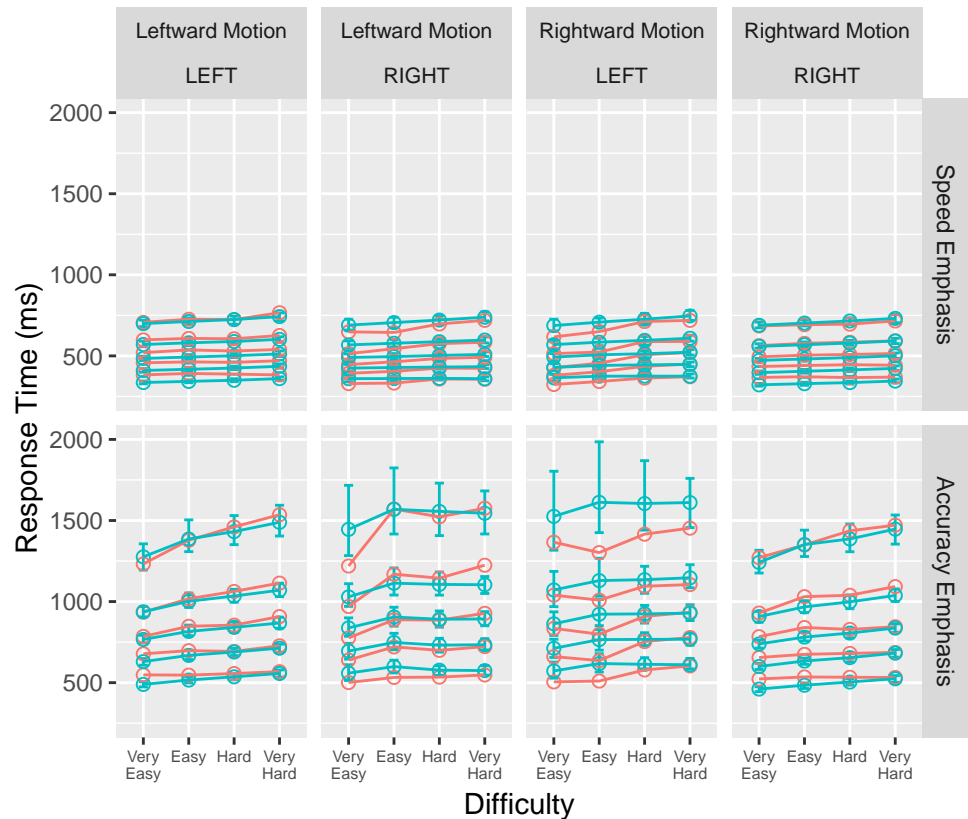 Leftward Motion
LEFT
Leftward Motion
RIGHT
Rightward Motion
LEFT
Rightward Motion
RIGHT
2000
1500
1000
500
Speed Emphasis
2000
1500
1000
500
Accuracy Emphasis
Response Time (ms)
Very Easy
Easy
Hard
Very Hard
Very Easy
Easy
Hard
Very Hard
Very Easy
Easy
Hard
Very Hard
Very Easy
Easy
Hard
Very Hard
Difficulty